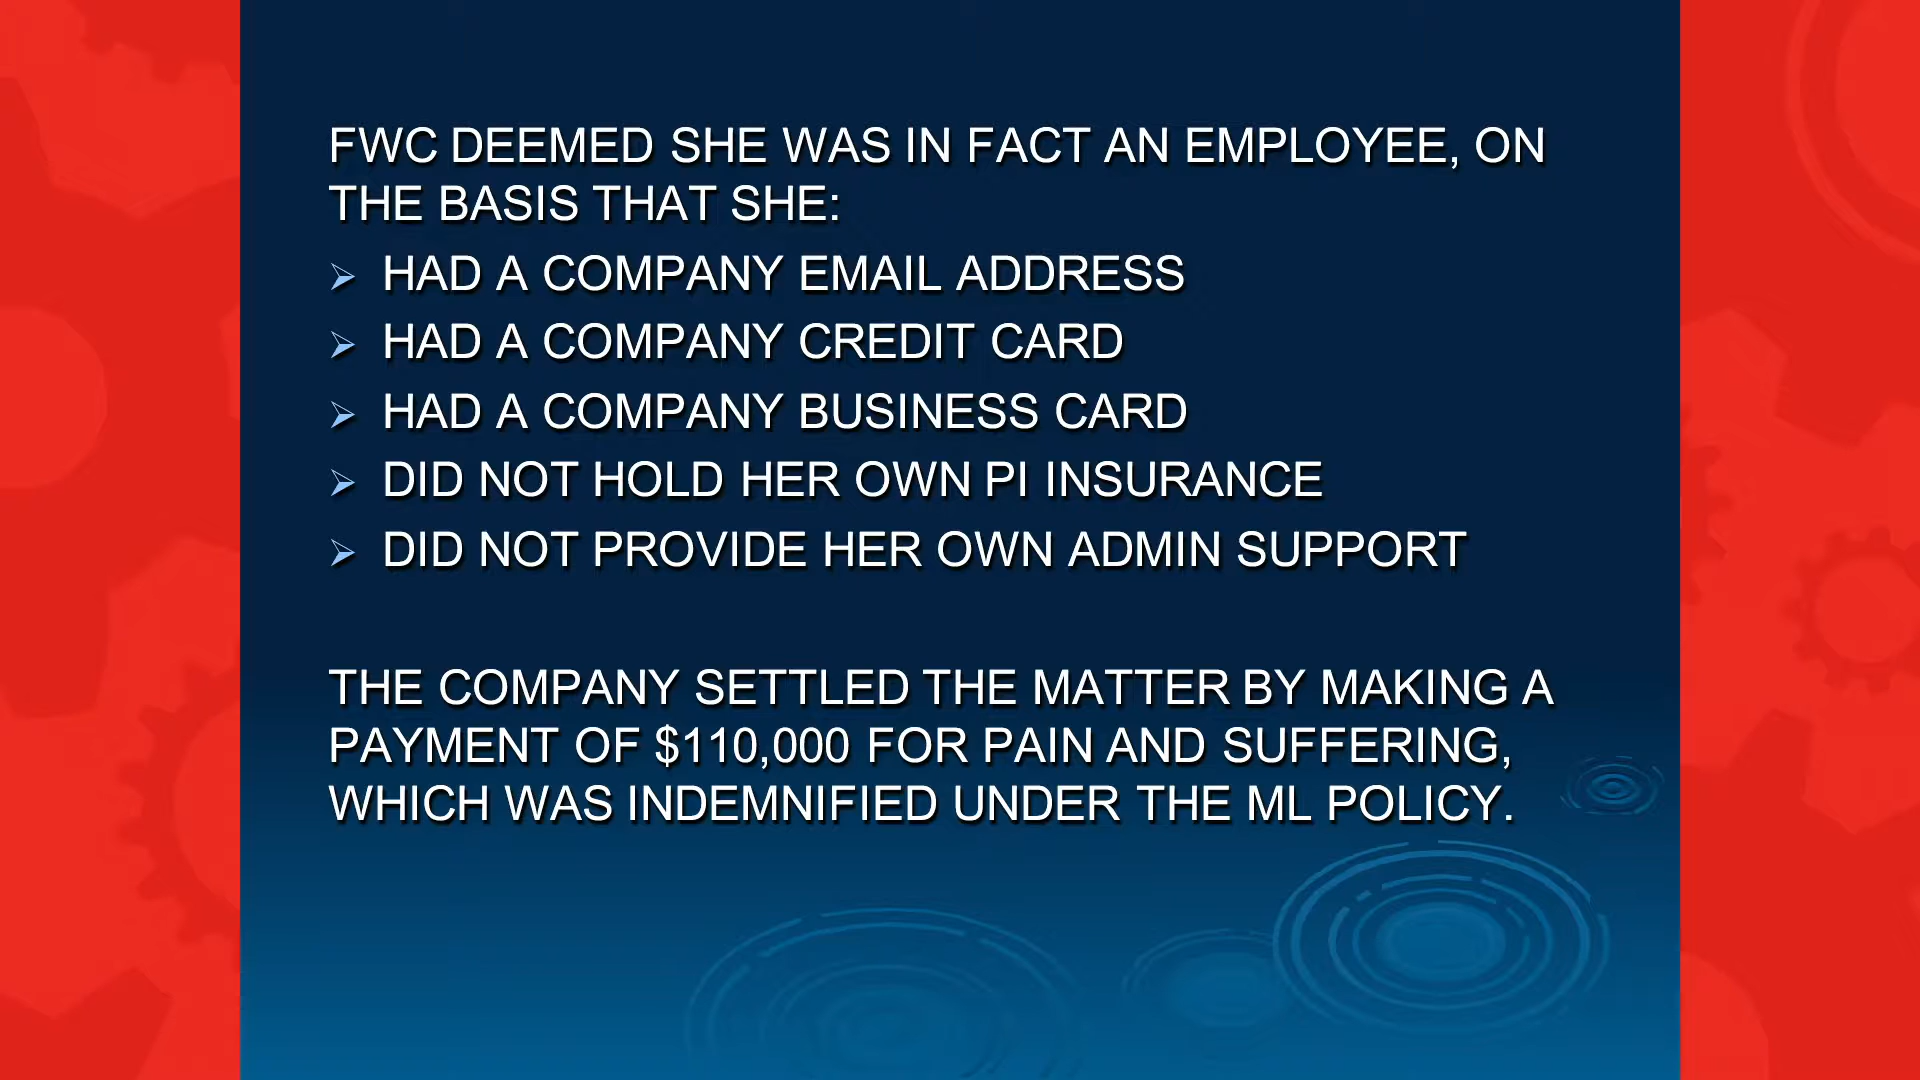 FWC DEEMED SHE WAS IN FACT AN EMPLOYEE, ON
THE BASIS THAT SHE:
HAD A COMPANY EMAIL ADDRESS
HAD A COMPANY CREDIT CARD
HAD A COMPANY BUSINESS CARD
DID NOT HOLD HER OWN PI INSURANCE
DID NOT PROVIDE HER OWN ADMIN SUPPORT
THE COMPANY SETTLED THE MATTER BY MAKING A
PAYMENT OF $110,000 FOR PAIN AND SUFFERING,
WHICH WAS INDEMNIFIED UNDER THE ML POLICY.